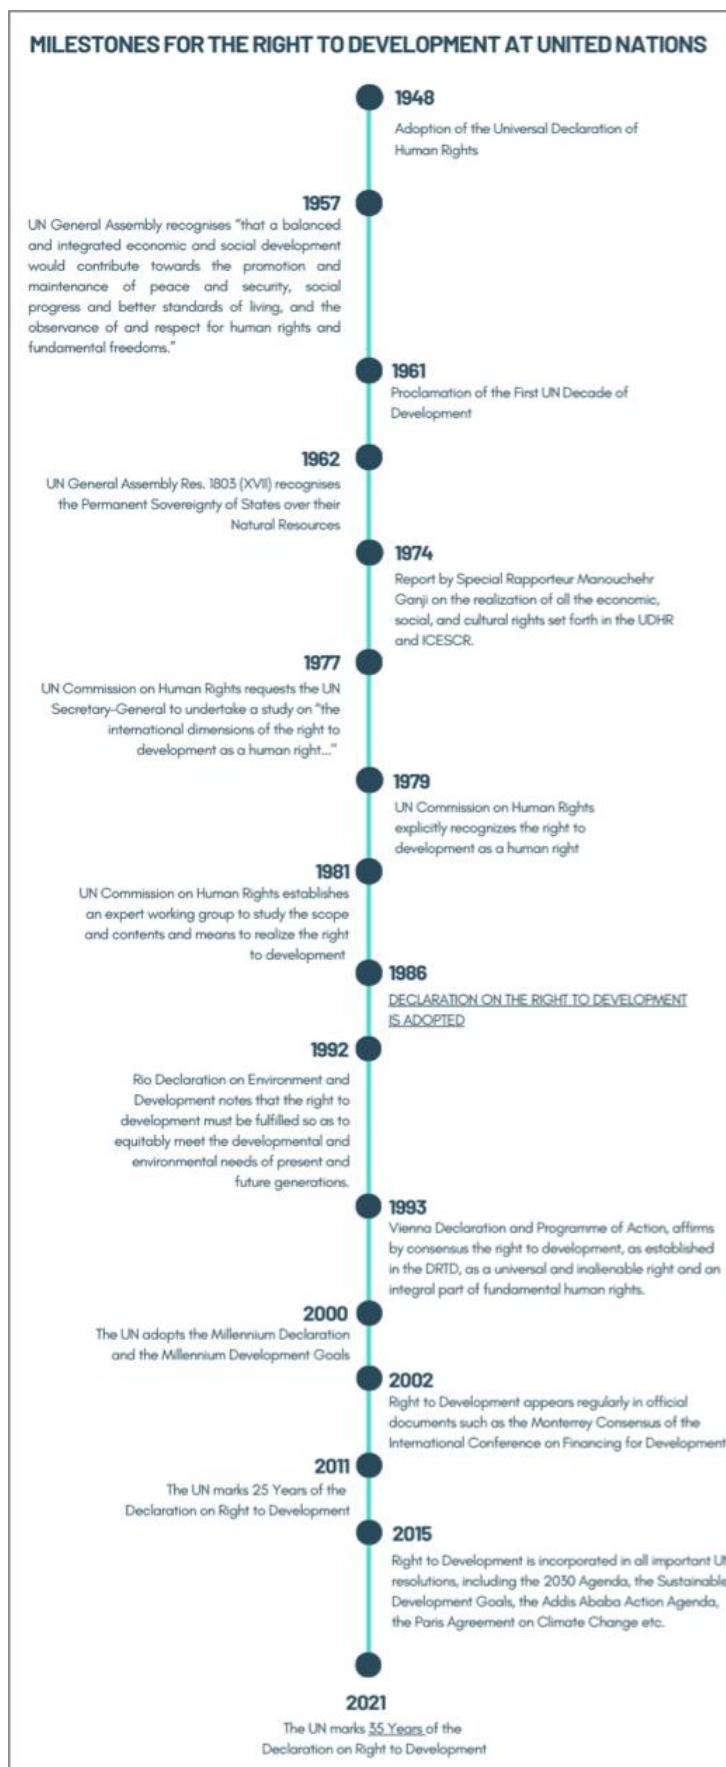 MILESTONES FOR THE RIGHT TO DEVELOPMENT AT UNITED NATIONS
1948
Adoption of the Universal Declaration of
Human Rights
1957
UN General Assembly recognises "that a balanced
and integrated economic and social development
would contribute towards the promotion and
maintenance of peace and security, social
progress and better standards of living, and the
observance of and respect for human rights and
fundamental freedoms."
1961
Proclamation of the First UN Decade of
Development
1962
UN General Assembly Res. 1803 (XVII) recognises
the Permanent Sovereignty of States over their
Natural Resources
1974
Report by Special Rapporteur Manouchehr
Ganji on the realization of all the economic,
social, and cultural rights set forth in the UDHR
and ICESCR.
1977
UN Commission on Human Rights requests the UN
Secretary-General to undertake a study on "the
international dimensions of the right to
development as a human right..."
1979
UN Commission on Human Rights
explicitly recognizes the right to
development as a human right
1981
UN Commission on Human Rights establishes
an expert working group to study the scope
and contents and means to realize the right
to development
1986
DECLARATION ON THE RIGHT TO DEVELOPMENT
IS ADOPTED
1992
Rio Declaration on Environment and
Development notes that the right to
development must be fulfilled so as to
equitably meet the developmental and
environmental needs of present and
future generations.
1993
Vienna Declaration and Programme of Action, affirms
by consensus the right to development, as established
in the DRTD, as a universal and inalienable right and an
integral part of fundamental human rights.
2000
The UN adopts the Millennium Declaration
and the Millennium Development Goals
2002
Right to Development appears regularly in official
documents such as the Monterrey Consensus of the
International Conference on Financing for Development
2011
The UN marks 25 Years of the
Declaration on Right to Development
2015
Right to Development is incorporated in all important UN
resolutions, including the 2030 Agenda, the Sustainable
Development Goals, the Addis Ababa Action Agenda,
the Paris Agreement on Climate Change etc.
2021
The UN marks 35 Years of the
Declaration on Right to Development